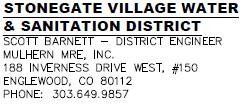 STONEGATE VILLAGE WATER
& SANITATION DISTRICT
SCOTT BARNETT – DISTRICT ENGINEER
MULHERN MRE, INC.
188 INVERNESS DRIVE WEST, #150
ENGLEWOOD, CO 80112
PHONE: 303.649.9857